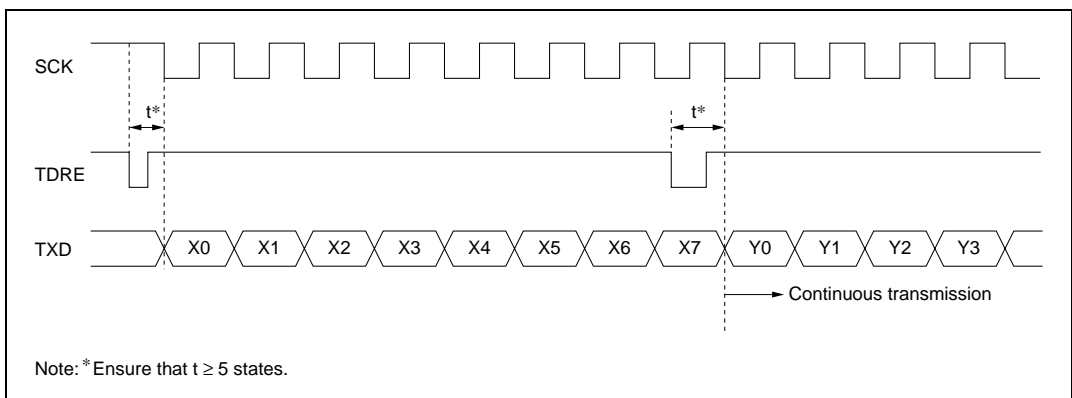 SCK
t* t*
TDRE
TXD X0 X1 X2 X3 X4 X5 X6 X7 Y0 Y1 Y2 Y3
Continuous transmission
Note: * Ensure that t ≥ 5 states.